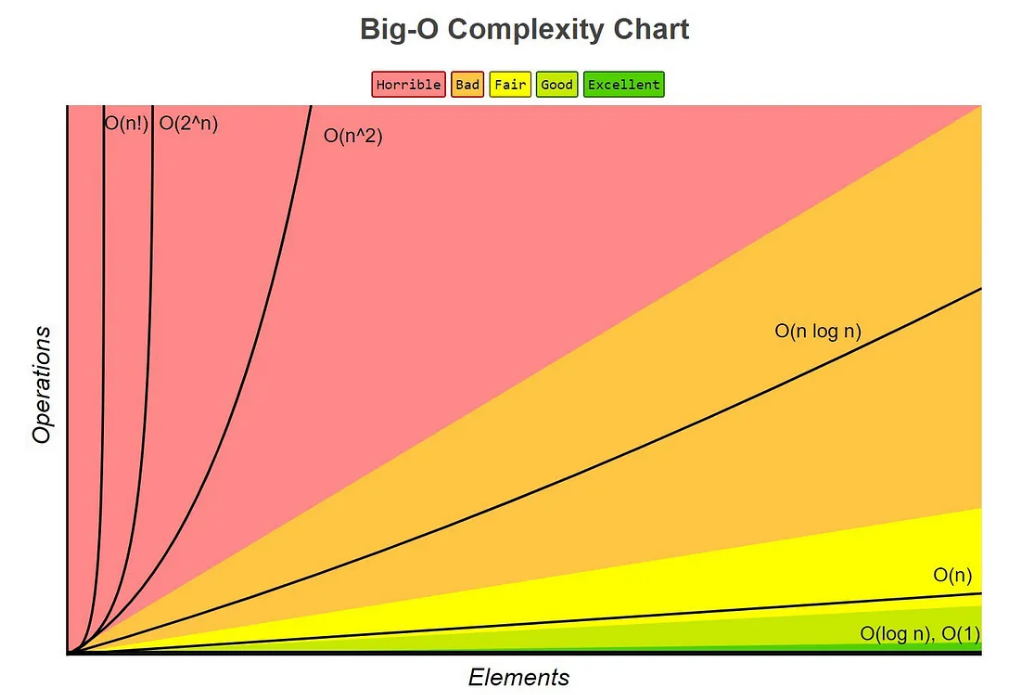 Big-O Complexity Chart
Horrible Bad Fair Good Excellent
O(n!) O(2^n)
O(n^2)
O(n log n)
Operations
O(n)
O(log n), O(1)
Elements